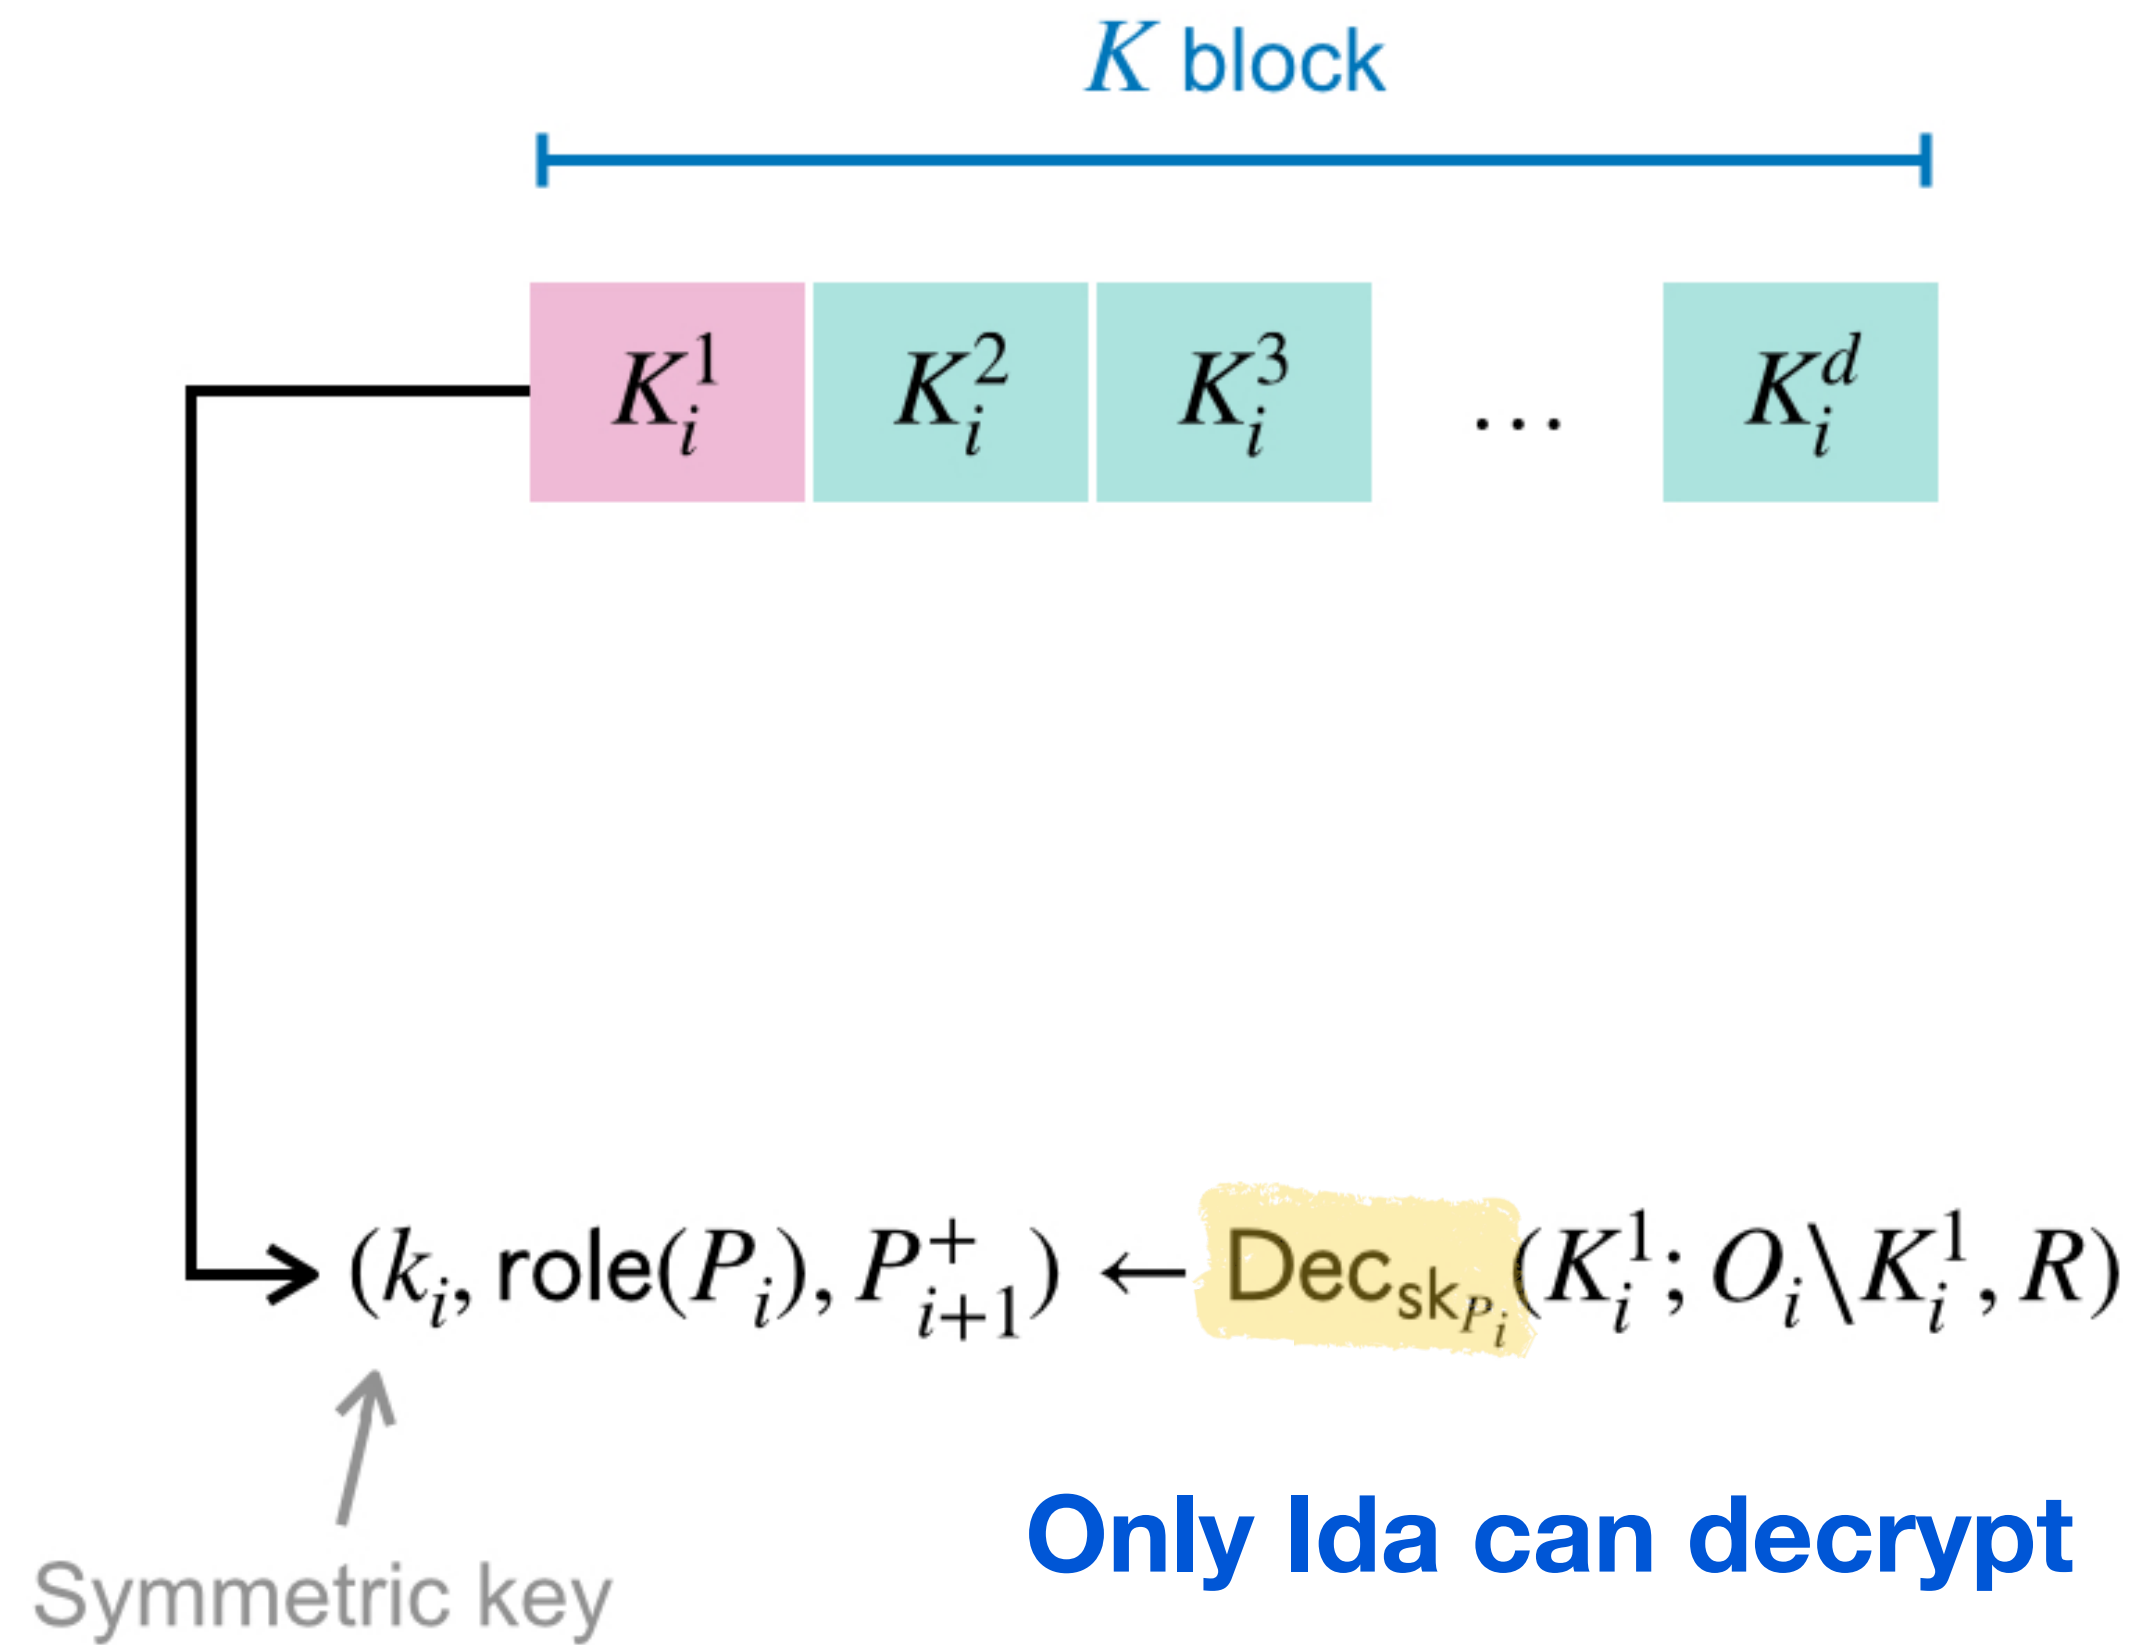 K block
K_i^1 K_i^2 K_i^3 … K_i^d
(k_i, role(P_i), P_{i+1}^+) ← Dec_{sk_{P_i}}(K_i^1; O_i\K_i^1, R)
Only Ida can decrypt
Symmetric key